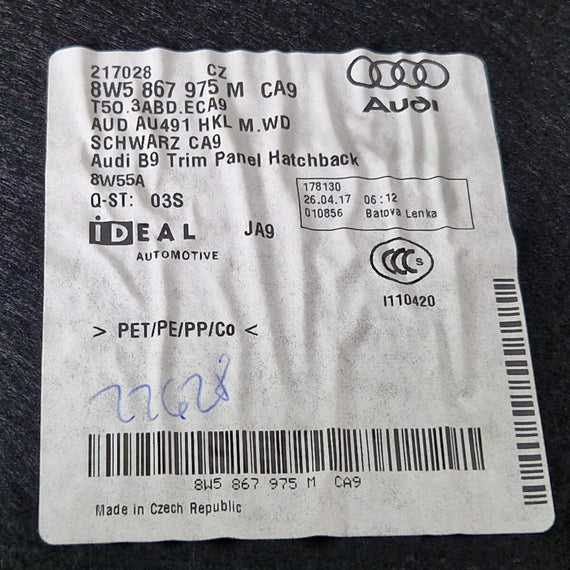 217028 CZ
8W5 867 975 M CA9
T50.3ABD.ECA9
AUD AU491 HKL M.WD
SCHWARZ CA9
Audi B9 Trim Panel Hatchback
8W55A
Q-ST: 03S
Audi
178130
26.04.17 06:12
010856 Batova Lenka
IDEAL JA9
AUTOMOTIVE
CCC S
I110420
> PET/PE/PP/Co <
22628
8W5 867 975 M CA9
Made in Czech Republic